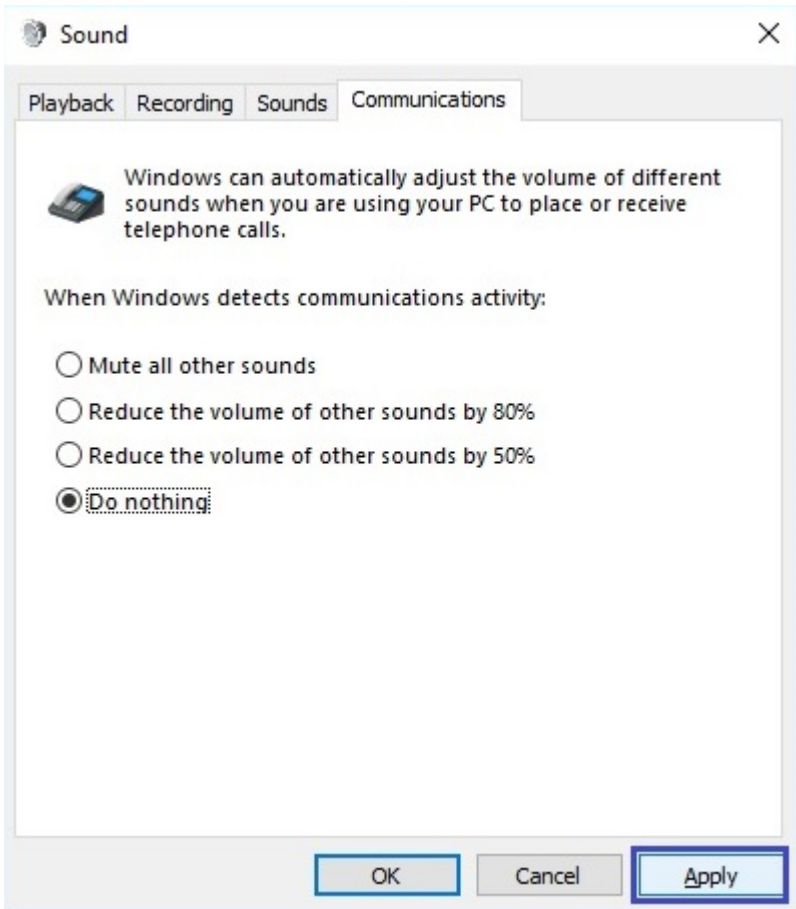 Sound
Playback Recording Sounds Communications
Windows can automatically adjust the volume of different
sounds when you are using your PC to place or receive
telephone calls.
When Windows detects communications activity:
Mute all other sounds
Reduce the volume of other sounds by 80%
Reduce the volume of other sounds by 50%
Do nothing
OK Cancel Apply